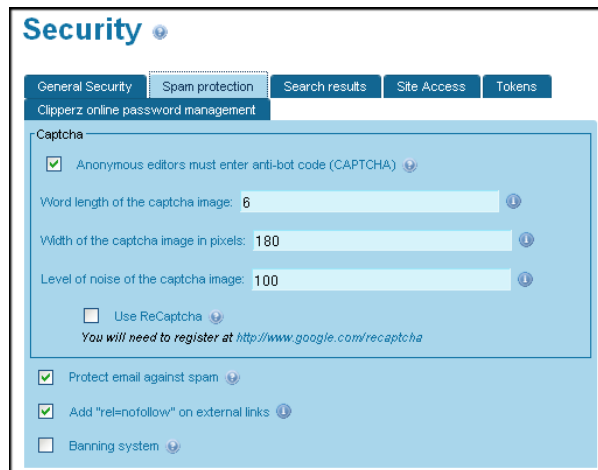 Security
General Security Spam protection Search results Site Access Tokens
Clipperz online password management
Captcha
Anonymous editors must enter anti-bot code (CAPTCHA)
Word length of the captcha image: 6
Width of the captcha image in pixels: 180
Level of noise of the captcha image: 100
Use ReCaptcha
You will need to register at http://www.google.com/recaptcha
Protect email against spam
Add "rel=nofollow" on external links
Banning system